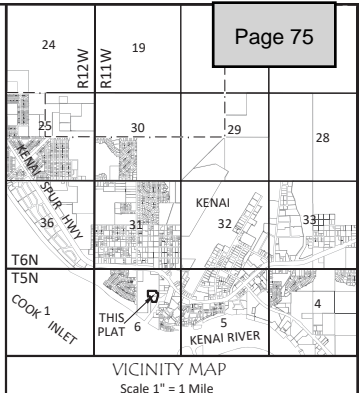 Page 75
24
19
R12W
R11W
25
30
29
28
KENAI SPUR HWY
KENAI
36
31
32
33
T6N
T5N
COOK
1
INLET
THIS
PLAT
6
5
4
KENAI RIVER
VICINITY MAP
Scale 1" = 1 Mile